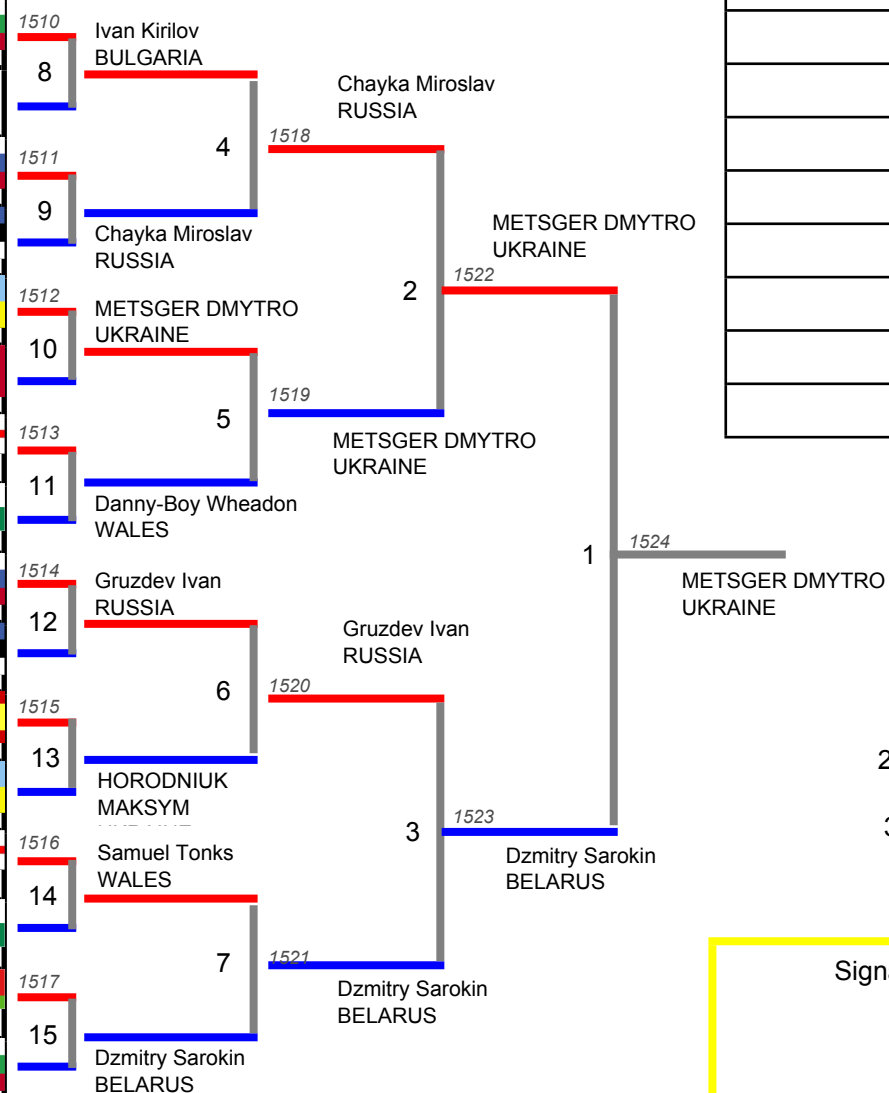 1510
Ivan Kirilov
BULGARIA
8
Chayka Miroslav
RUSSIA
4
1518
1511
9
Chayka Miroslav
RUSSIA
METSGER DMYTRO
UKRAINE
1522
2
1512
METSGER DMYTRO
UKRAINE
10
1519
5
METSGER DMYTRO
UKRAINE
1513
11
Danny-Boy Wheadon
WALES
1
1524
METSGER DMYTRO
UKRAINE
1514
Gruzdev Ivan
RUSSIA
12
Gruzdev Ivan
RUSSIA
6
1520
1515
13
HORODNIUK
MAKSYM
2
3
1523
3
Dzmitry Sarokin
BELARUS
1516
Samuel Tonks
WALES
14
7
1521
Dzmitry Sarokin
BELARUS
1517
15
Dzmitry Sarokin
BELARUS
Signa